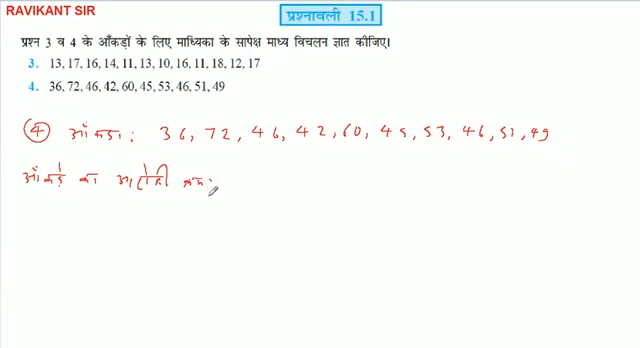 RAVIKANT SIR
प्रश्नावली 15.1
प्रश्न 3 व 4 के आँकड़ों के लिए माध्यिका के सापेक्ष माध्य विचलन ज्ञात कीजिए।
3. 13, 17, 16, 14, 11, 13, 10, 16, 11, 18, 12, 17
4. 36, 72, 46, 42, 60, 45, 53, 46, 51, 49
4 आँकड़ा : 36, 72, 46, 42, 60, 45, 53, 46, 51, 49
आँकड़े का आरोही क्रम :